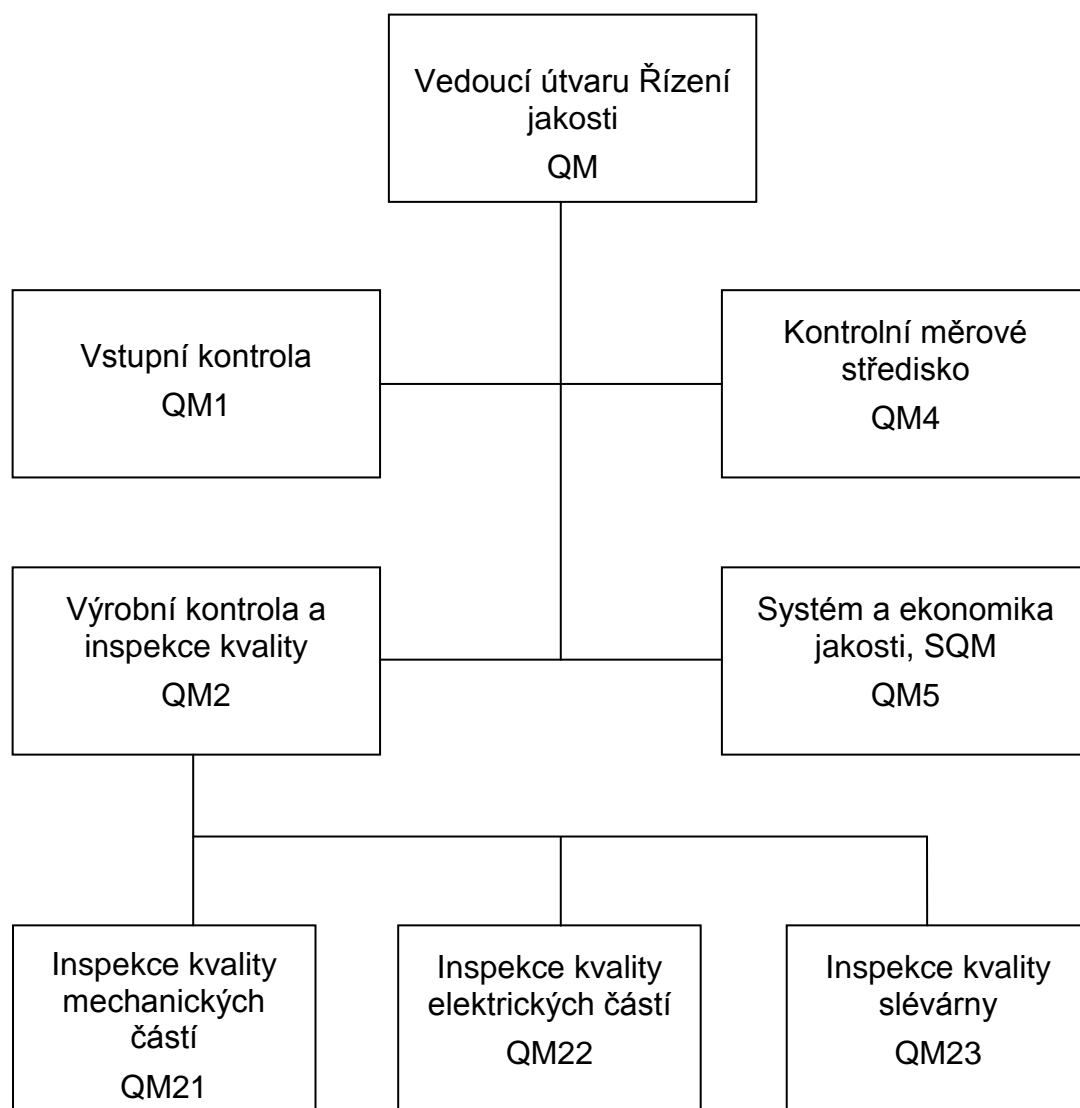 Vedoucí útvaru Řízení
jakosti
QM
Vstupní kontrola
QM1
Kontrolní měrové
středisko
QM4
Výrobní kontrola a
inspekce kvality
QM2
Systém a ekonomika
jakosti, SQM
QM5
Inspekce kvality
mechanických
částí
QM21
Inspekce kvality
elektrických částí
QM22
Inspekce kvality
slévárny
QM23